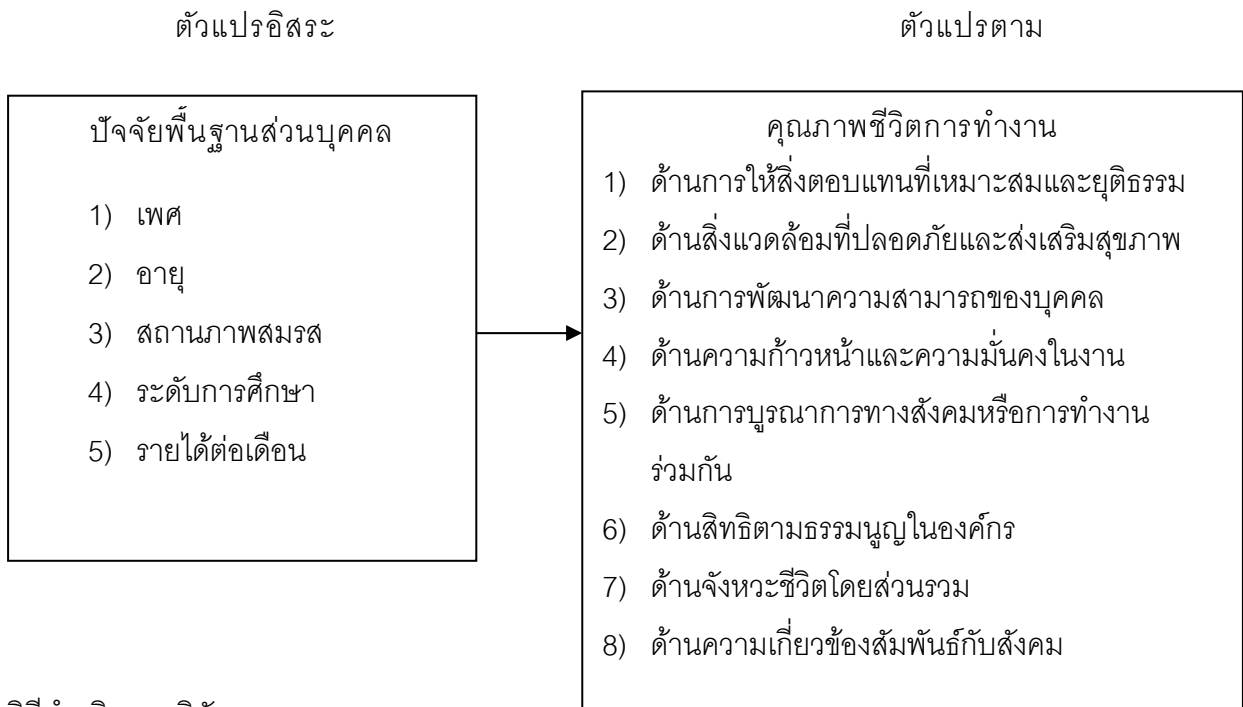 ตัวแปรอิสระ
ตัวแปรตาม
ปัจจัยพื้นฐานส่วนบุคคล
1) เพศ
2) อายุ
3) สถานภาพสมรส
4) ระดับการศึกษา
5) รายได้ต่อเดือน
คุณภาพชีวิตการทำงาน
1) ด้านการให้สิ่งตอบแทนที่เหมาะสมและยุติธรรม
2) ด้านสิ่งแวดล้อมที่ปลอดภัยและส่งเสริมสุขภาพ
3) ด้านการพัฒนาความสามารถของบุคคล
4) ด้านความก้าวหน้าและความมั่นคงในงาน
5) ด้านการบูรณาการทางสังคมหรือการทำงาน
ร่วมกัน
6) ด้านสิทธิตามธรรมนูญในองค์กร
7) ด้านจังหวะชีวิตโดยส่วนรวม
8) ด้านความเกี่ยวข้องสัมพันธ์กับสังคม